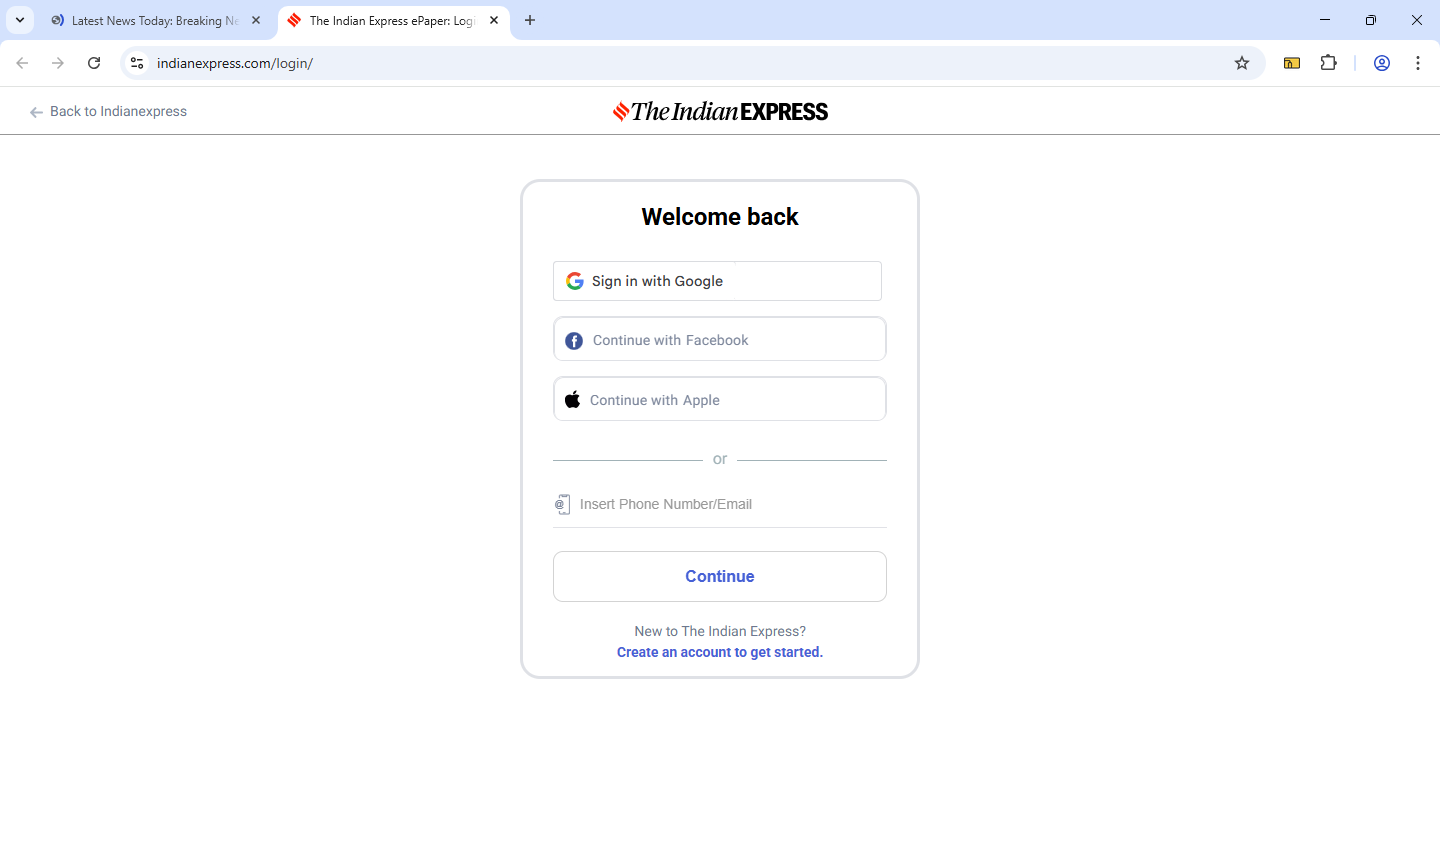 Latest News Today: Breaking Ne
The Indian Express ePaper: Logi
indianexpress.com/login/
Back to Indianexpress
The Indian EXPRESS
Welcome back
Sign in with Google
Continue with Facebook
Continue with Apple
or
@ Insert Phone Number/Email
Continue
New to The Indian Express?
Create an account to get started.